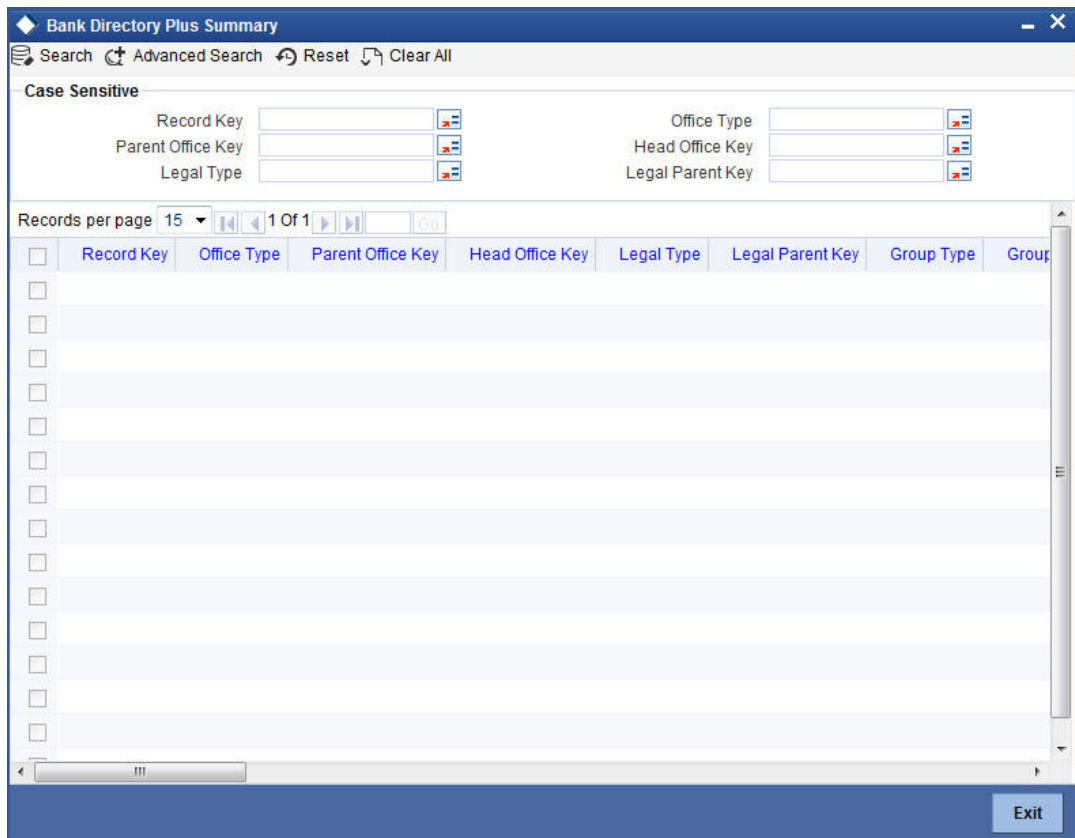 Bank Directory Plus Summary
Search Advanced Search Reset Clear All
Case Sensitive
Record Key Office Type
Parent Office Key Head Office Key
Legal Type Legal Parent Key
Records per page 15 1 Of 1 Go
Record Key Office Type Parent Office Key Head Office Key Legal Type Legal Parent Key Group Type Group
Exit